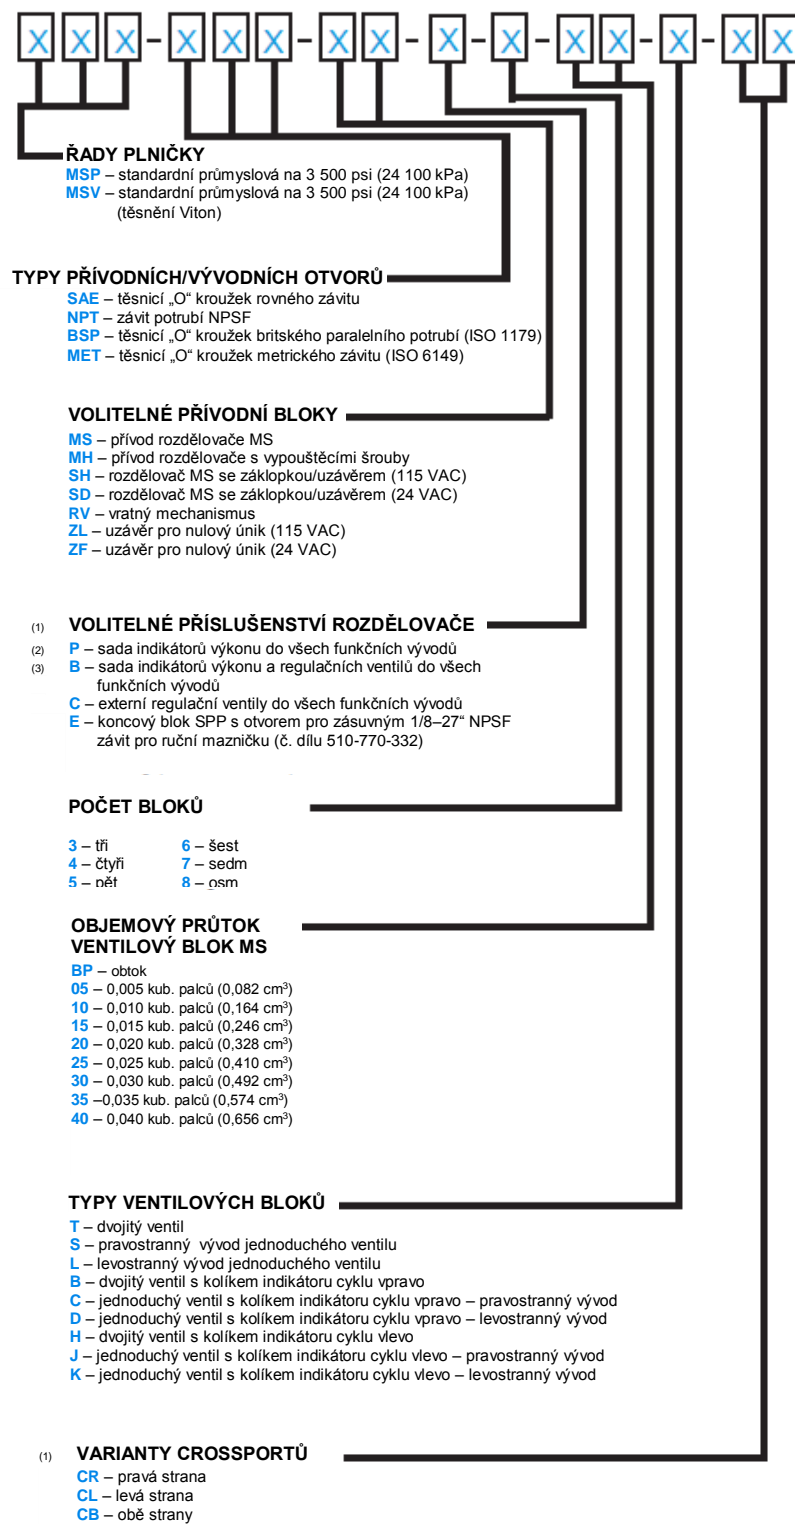 X X X – X X X – X X – X – X – X X – X – X X
ŘADY PLNIČKY
MSP – standardní průmyslová na 3 500 psi (24 100 kPa)
MSV – standardní průmyslová na 3 500 psi (24 100 kPa)
(těsnění Viton)
TYPY PŘÍVODNÍCH/VÝVODNÍCH OTVORŮ
SAE – těsnicí „O“ kroužek rovného závitu
NPT – závit potrubí NPSF
BSP – těsnicí „O“ kroužek britského paralelního potrubí (ISO 1179)
MET – těsnicí „O“ kroužek metrického závitu (ISO 6149)
VOLITELNÉ PŘÍVODNÍ BLOKY
MS – přívod rozdělovače MS
MH – přívod rozdělovače s vypouštěcími šrouby
SH – rozdělovač MS se záklopkou/uzávěrem (115 VAC)
SD – rozdělovač MS se záklopkou/uzávěrem (24 VAC)
RV – vratný mechanismus
ZL – uzávěr pro nulový únik (115 VAC)
ZF – uzávěr pro nulový únik (24 VAC)
(1) VOLITELNÉ PŘÍSLUŠENSTVÍ ROZDĚLOVAČE
(2) P – sada indikátorů výkonu do všech funkčních vývodů
(3) B – sada indikátorů výkonu a regulačních ventilů do všech
funkčních vývodů
C – externí regulační ventily do všech funkčních vývodů
E – koncový blok SPP s otvorem pro zásuvným 1/8–27“ NPSF
závit pro ruční mazničku (č. dílu 510-770-332)
POČET BLOKŮ
3 – tři 6 – šest
4 – čtyři 7 – sedm
5 – pět 8 – osm
OBJEMOVÝ PRŮTOK
VENTILOVÝ BLOK MS
BP – obtok
05 – 0,005 kub. palců (0,082 cm³)
10 – 0,010 kub. palců (0,164 cm³)
15 – 0,015 kub. palců (0,246 cm³)
20 – 0,020 kub. palců (0,328 cm³)
25 – 0,025 kub. palců (0,410 cm³)
30 – 0,030 kub. palců (0,492 cm³)
35 –0,035 kub. palců (0,574 cm³)
40 – 0,040 kub. palců (0,656 cm³)
TYPY VENTILOVÝCH BLOKŮ
T – dvojitý ventil
S – pravostranný vývod jednoduchého ventilu
L – levostranný vývod jednoduchého ventilu
B – dvojitý ventil s kolíkem indikátoru cyklu vpravo
C – jednoduchý ventil s kolíkem indikátoru cyklu vpravo – pravostranný vývod
D – jednoduchý ventil s kolíkem indikátoru cyklu vpravo – levostranný vývod
H – dvojitý ventil s kolíkem indikátoru cyklu vlevo
J – jednoduchý ventil s kolíkem indikátoru cyklu vlevo – pravostranný vývod
K – jednoduchý ventil s kolíkem indikátoru cyklu vlevo – levostranný vývod
(1) VARIANTY CROSSPORTŮ
CR – pravá strana
CL – levá strana
CB – obě strany